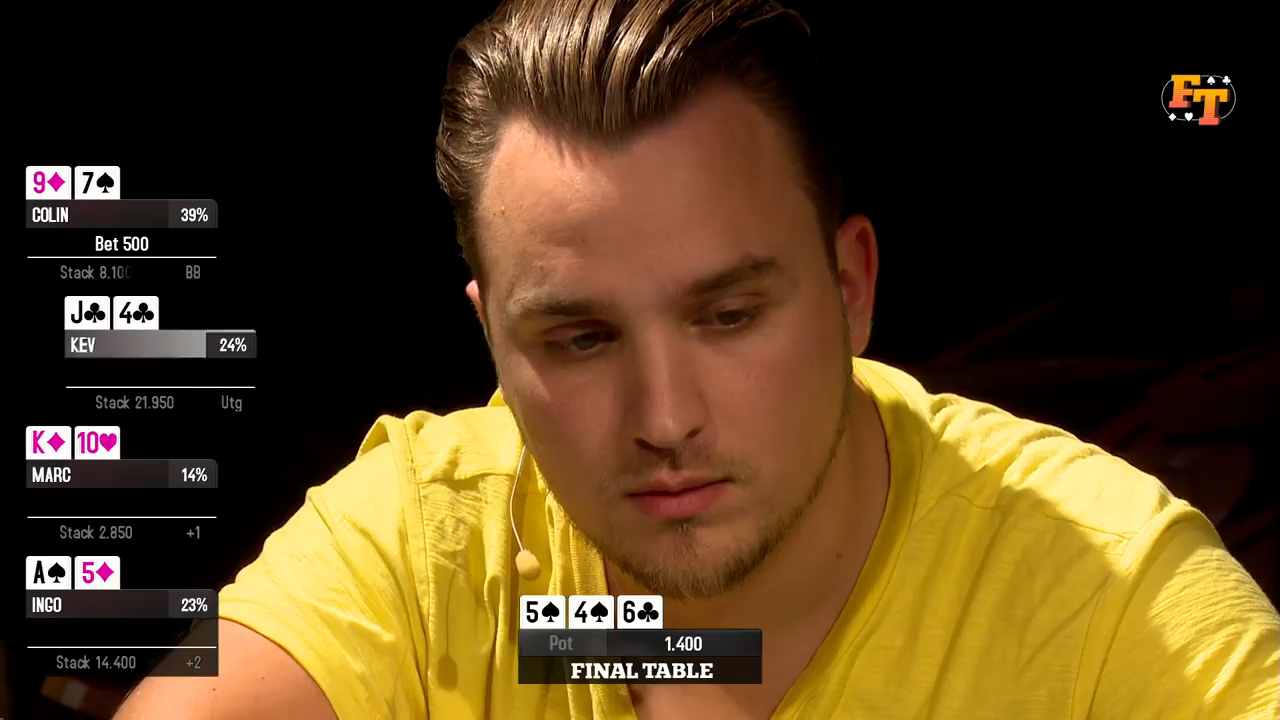 FT
9♦ 7♠
COLIN 39%
Bet 500
Stack 8.100 BB
J♣ 4♣
KEV 24%
Stack 21.950 Utg
K♦ 10♥
MARC 14%
Stack 2.850 +1
A♠ 5♦
INGO 23%
Stack 14.400 +2
5♠ 4♠ 6♣
Pot 1.400
FINAL TABLE